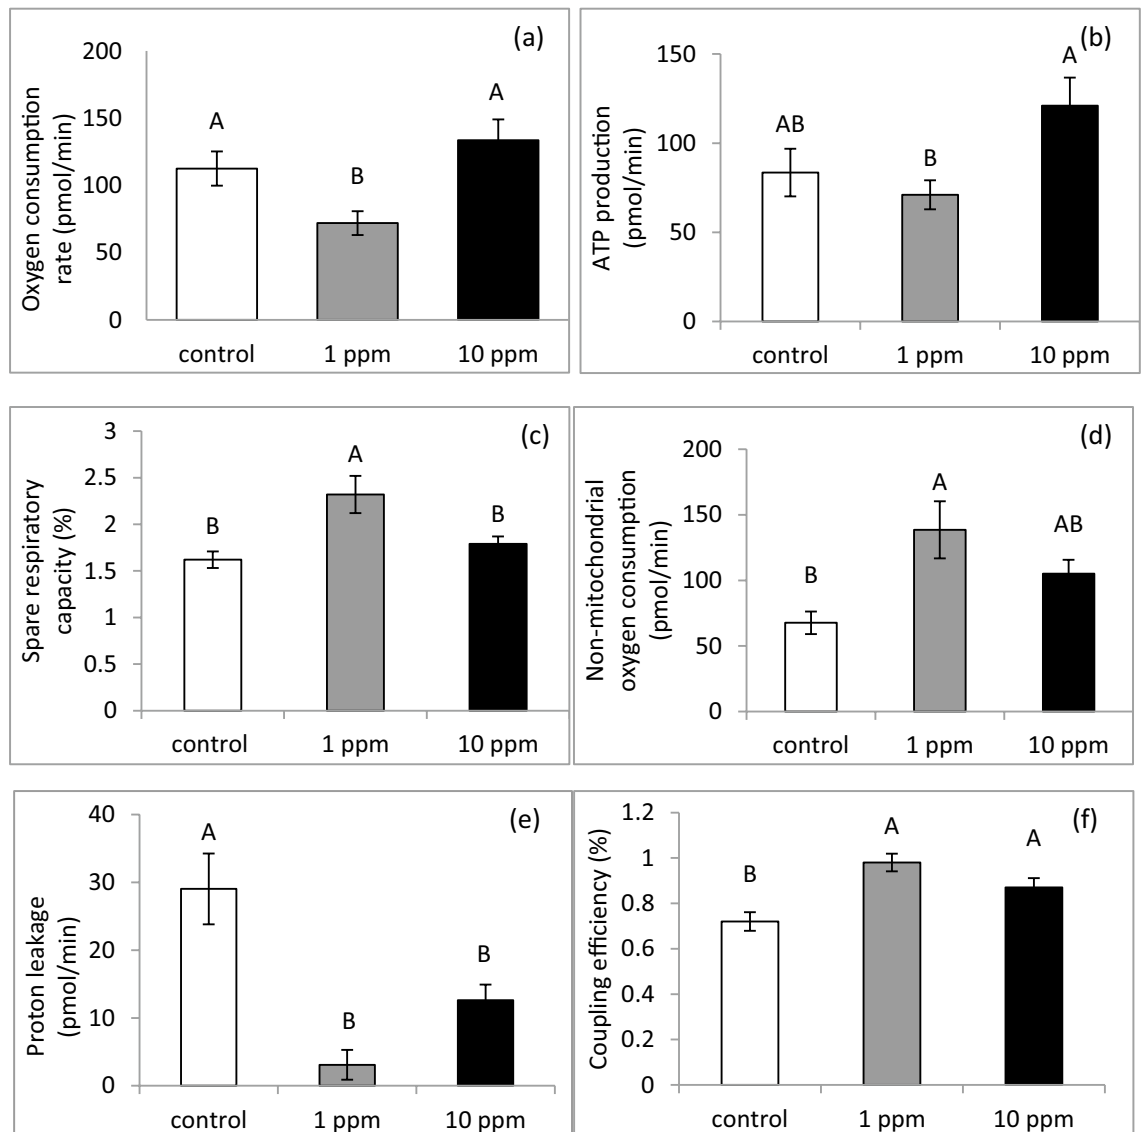 (a)
Oxygen consumption
rate (pmol/min)
200
150
100
50
0
A
B
A
control 1 ppm 10 ppm
(b)
ATP production
(pmol/min)
150
100
50
0
AB
B
A
control 1 ppm 10 ppm
(c)
Spare respiratory
capacity (%)
3
2.5
2
1.5
1
0.5
0
B
A
B
control 1 ppm 10 ppm
(d)
Non-mitochondrial
oxygen consumption
(pmol/min)
200
150
100
50
0
B
A
AB
control 1 ppm 10 ppm
(e)
Proton leakage
(pmol/min)
40
30
20
10
0
A
B
B
control 1 ppm 10 ppm
(f)
Coupling efficiency (%)
1.2
1
0.8
0.6
0.4
0.2
0
B
A
A
control 1 ppm 10 ppm